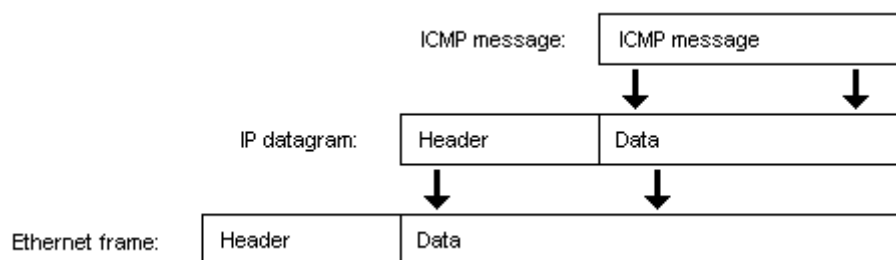 ICMP message: ICMP message
IP datagram: Header Data
Ethernet frame: Header Data